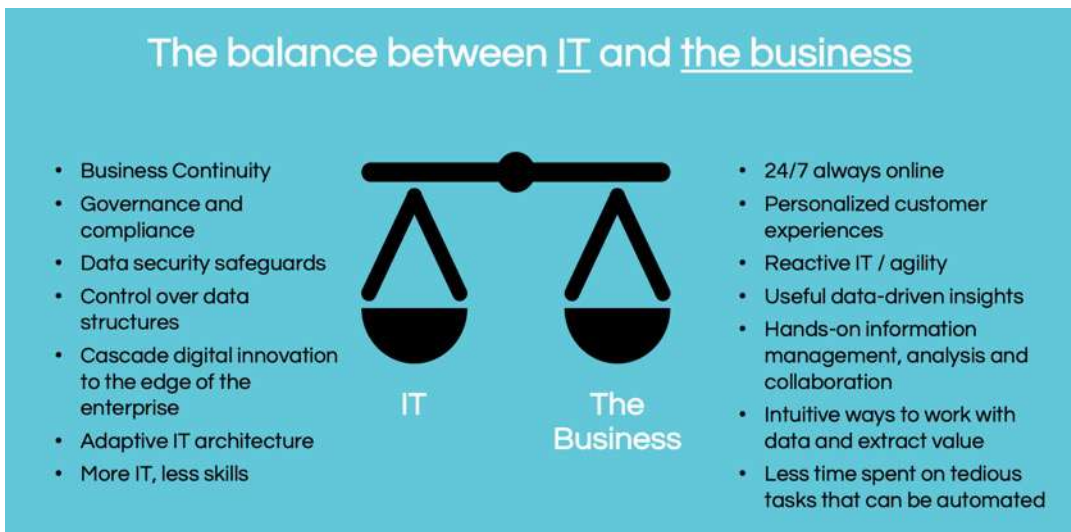 The balance between IT and the business
• Business Continuity
• Governance and
compliance
• Data security safeguards
• Control over data
structures
• Cascade digital innovation
to the edge of the
enterprise
• Adaptive IT architecture
• More IT, less skills
IT
The
Business
• 24/7 always online
• Personalized customer
experiences
• Reactive IT / agility
• Useful data-driven insights
• Hands-on information
management, analysis and
collaboration
• Intuitive ways to work with
data and extract value
• Less time spent on tedious
tasks that can be automated